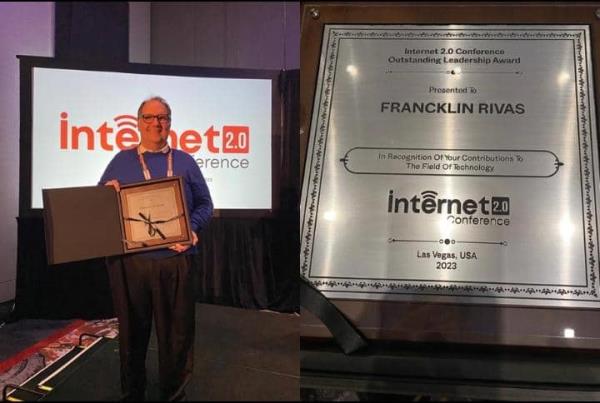 internet 2.0
Conference
Internet 2.0 Conference
Outstanding Leadership Award
Presented To
FRANCKLIN RIVAS
In Recognition Of Your Contributions To
The Field Of Technology
internet 2.0
Conference
Las Vegas, USA
2023